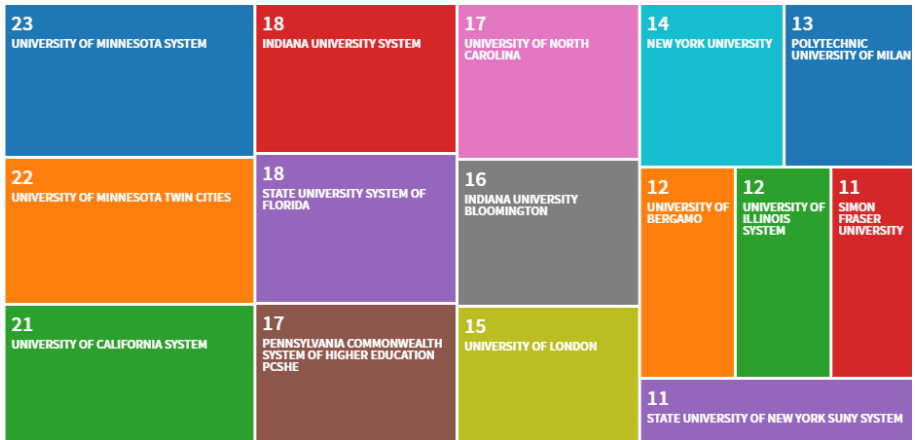 23
UNIVERSITY OF MINNESOTA SYSTEM
22
UNIVERSITY OF MINNESOTA TWIN CITIES
21
UNIVERSITY OF CALIFORNIA SYSTEM
18
INDIANA UNIVERSITY SYSTEM
18
STATE UNIVERSITY SYSTEM OF
FLORIDA
17
PENNSYLVANIA COMMONWEALTH
SYSTEM OF HIGHER EDUCATION
PCSHE
17
UNIVERSITY OF NORTH
CAROLINA
16
INDIANA UNIVERSITY
BLOOMINGTON
15
UNIVERSITY OF LONDON
14
NEW YORK UNIVERSITY
13
POLYTECHNIC
UNIVERSITY OF MILAN
12
UNIVERSITY OF
BERGAMO
12
UNIVERSITY OF
ILLINOIS
SYSTEM
11
SIMON
FRASER
UNIVERSITY
11
STATE UNIVERSITY OF NEW YORK SUNY SYSTEM